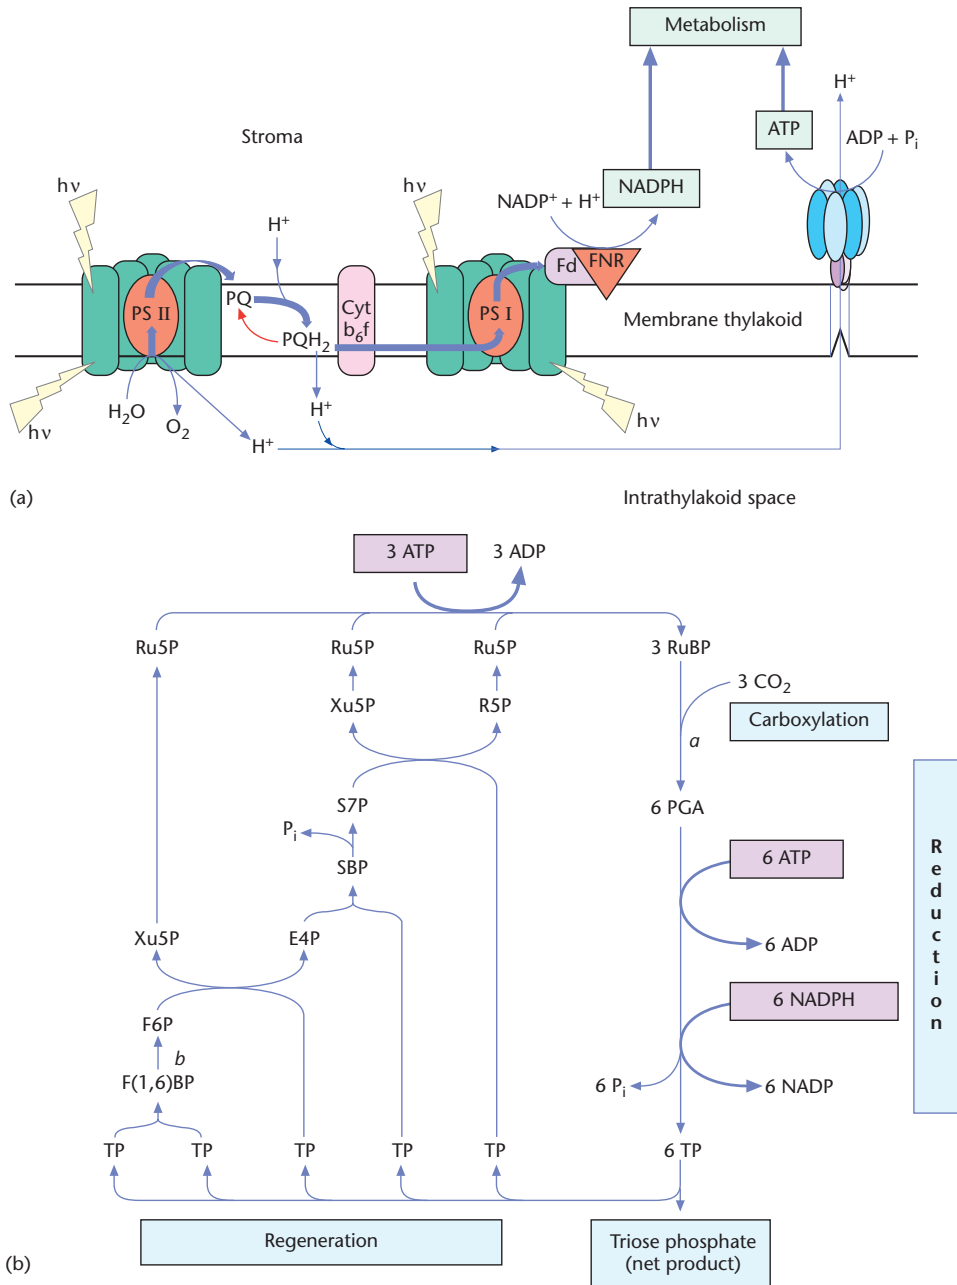 Metabolism
H⁺
Stroma
ATP
ADP + Pᵢ
hν
hν
NADPH
NADP⁺ + H⁺
H⁺
Fd
FNR
PS II
PQ
Cyt
b₆f
PS I
Membrane thylakoid
PQH₂
H₂O
O₂
H⁺
hν
hν
H⁺
(a)
Intrathylakoid space
3 ATP
3 ADP
Ru5P
Ru5P
Ru5P
3 RuBP
3 CO₂
Xu5P
R5P
Carboxylation
a
S7P
6 PGA
Pᵢ
SBP
6 ATP
Reduction
Xu5P
E4P
6 ADP
6 NADPH
F6P
b
F(1,6)BP
6 Pᵢ
6 NADP
TP
TP
TP
TP
TP
6 TP
Regeneration
Triose phosphate
(net product)
(b)